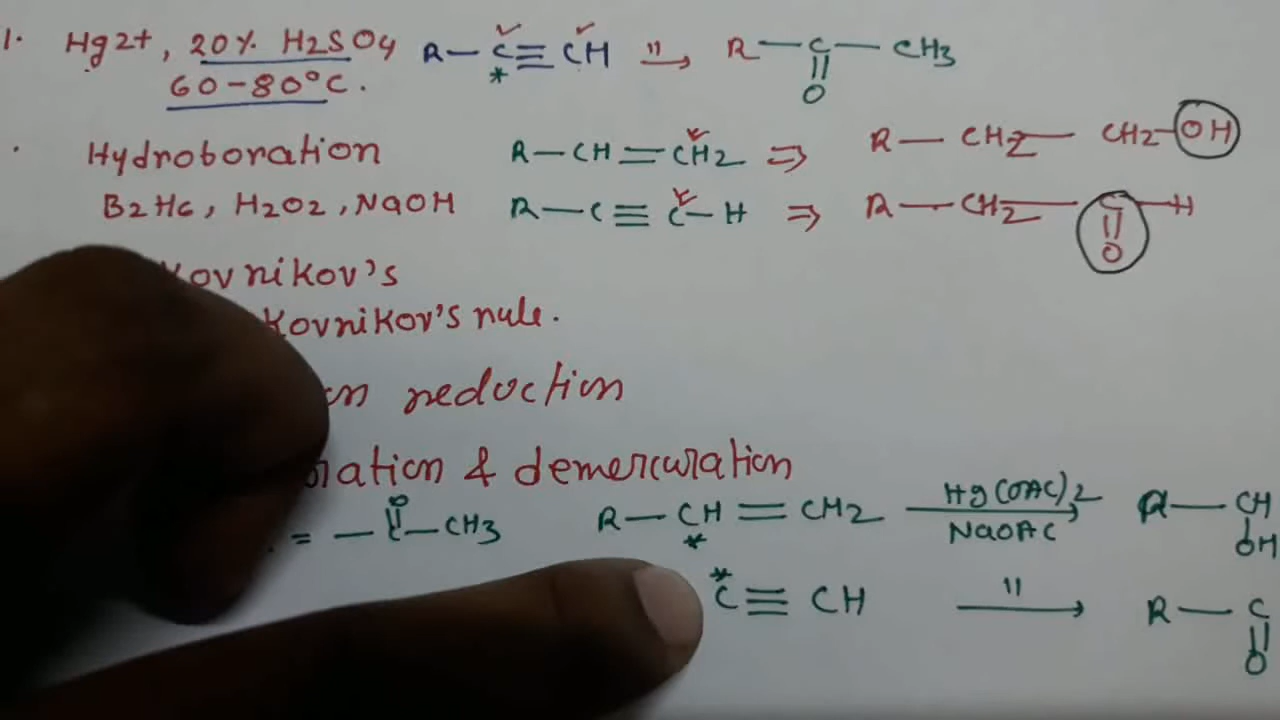 1. Hg2+, 20% H2SO4 R—C≡CH " → R—C—CH3
* || O
60-80°C.
Hydroboration R—CH=CH2 ⇒ R—CH2—CH2—OH
B2H6, H2O2, NaOH R—C≡C-H ⇒ R—CH2—C—H
|| O
Kovnikov's
Kovnikov's rule.
reduction
ration & demercuration
O || = —C—CH3 R—CH=CH2 Hg(OAc)2 → R—CH
* NaOAC OH
*
C≡CH " → R—C
|| O